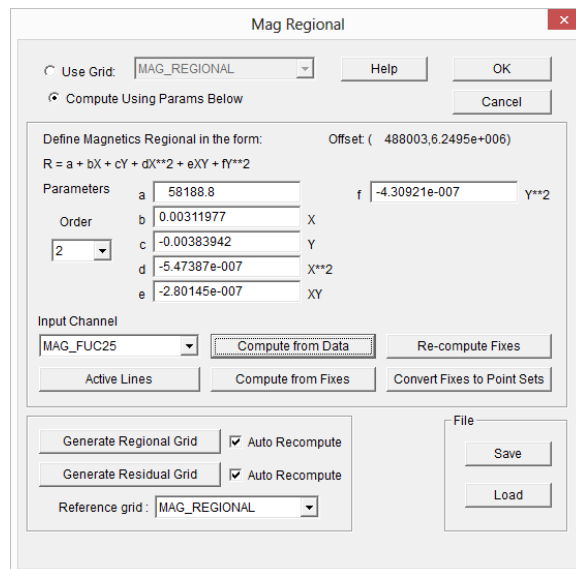 Mag Regional
Use Grid: MAG_REGIONAL Help OK
Compute Using Params Below Cancel
Define Magnetics Regional in the form: Offset: ( 488003,6.2495e+006)
R = a + bX + cY + dX**2 + eXY + fY**2
Parameters a 58188.8 f -4.30921e-007 Y**2
Order b 0.00311977 X
2 c -0.00383942 Y
d -5.47387e-007 X**2
e -2.80145e-007 XY
Input Channel
MAG_FUC25 Compute from Data Re-compute Fixes
Active Lines Compute from Fixes Convert Fixes to Point Sets
File
Generate Regional Grid Auto Recompute Save
Generate Residual Grid Auto Recompute
Load
Reference grid : MAG_REGIONAL